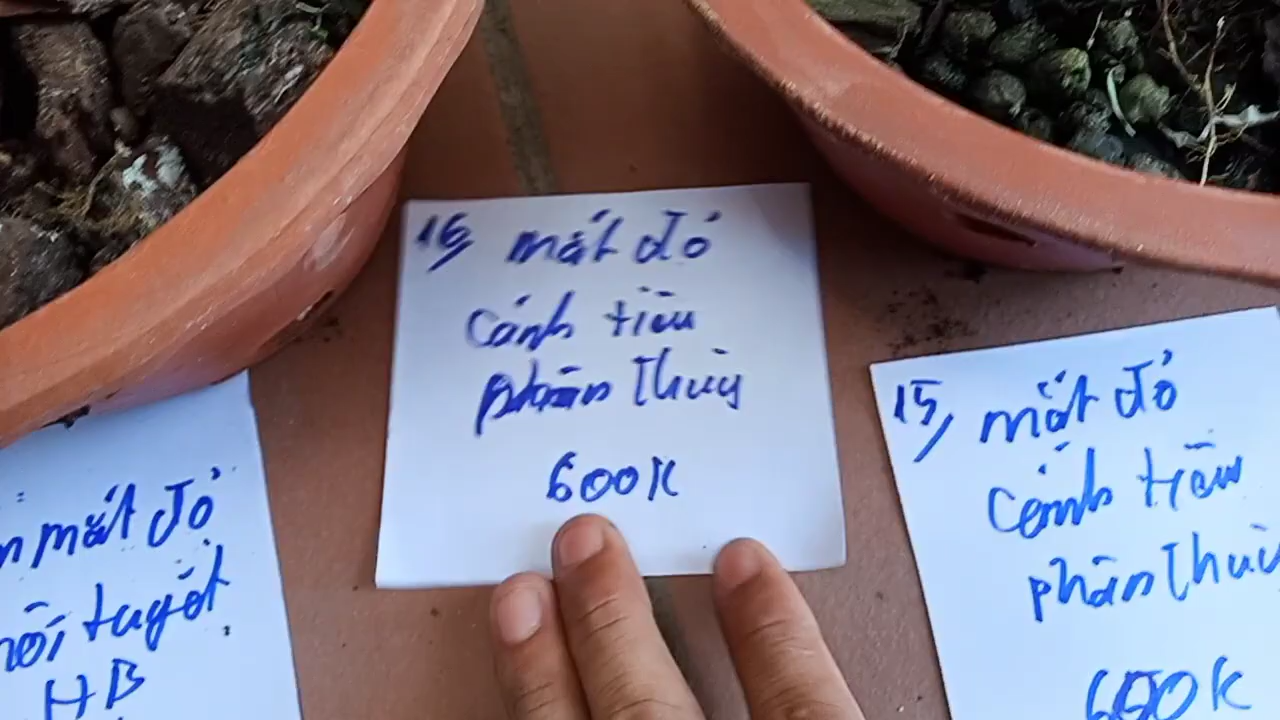 16, mắt đỏ
cánh tiên
phân thùy
600K
15, mắt đỏ
cánh tiên
phân thùy
600K
mắt đỏ
tuyết
HB